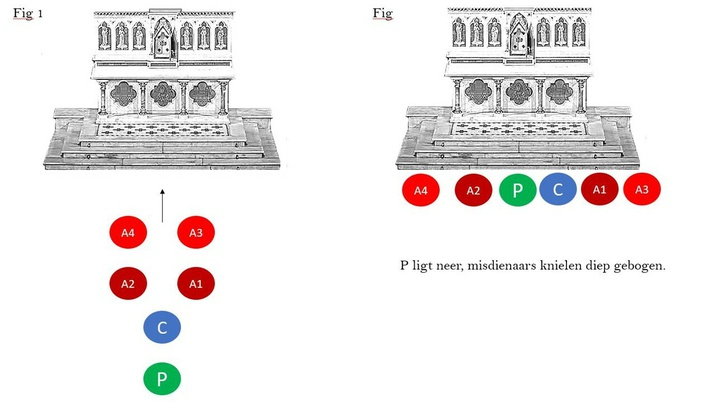 Fig 1
A4 A3
A2 A1
C
P
Fig
A4 A2 P C A1 A3
P ligt neer, misdienaars knielen diep gebogen.